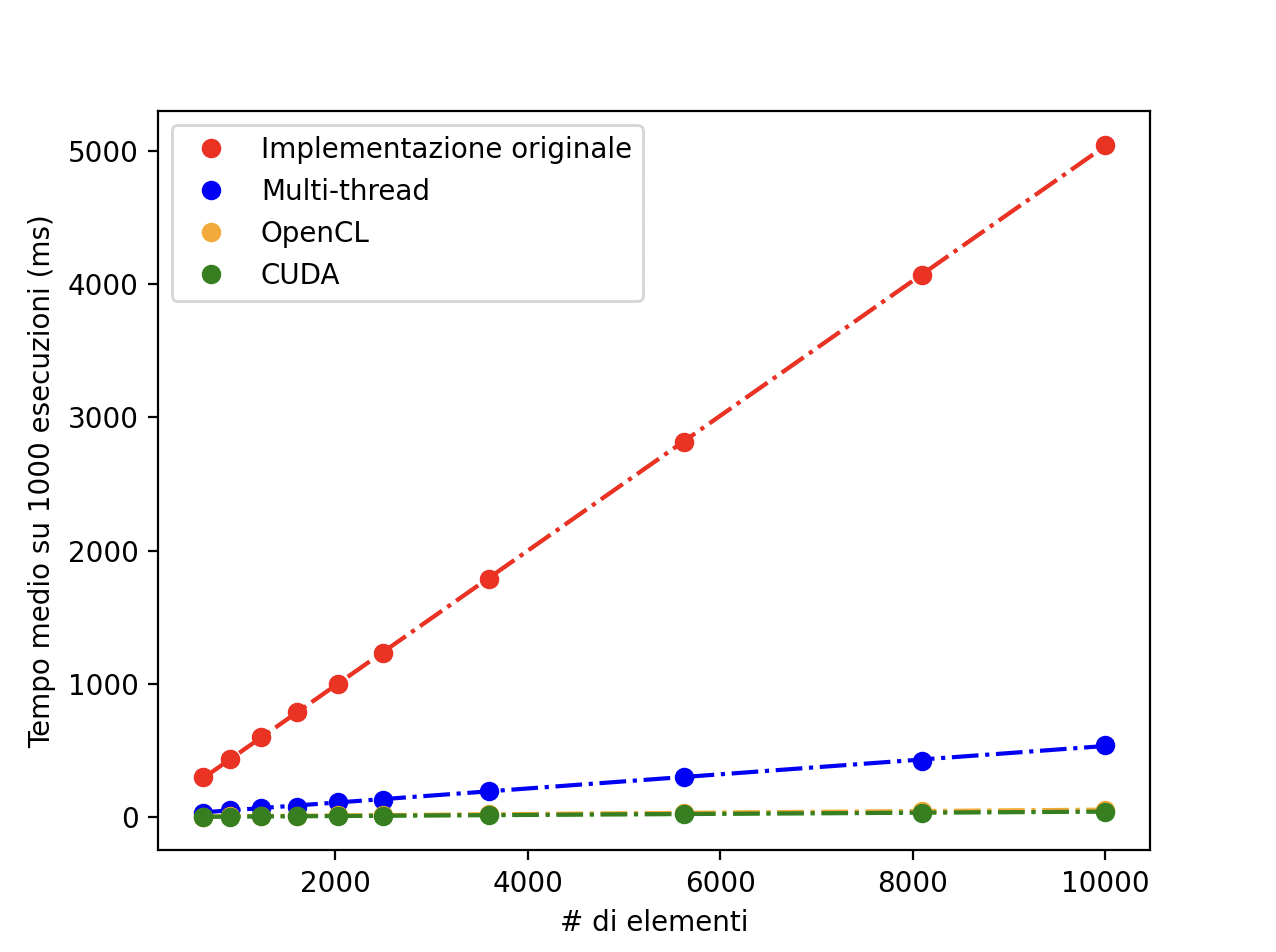 Implementazione originale
Multi-thread
OpenCL
CUDA
Tempo medio su 1000 esecuzioni (ms)
5000
4000
3000
2000
1000
0
2000 4000 6000 8000 10000
# di elementi